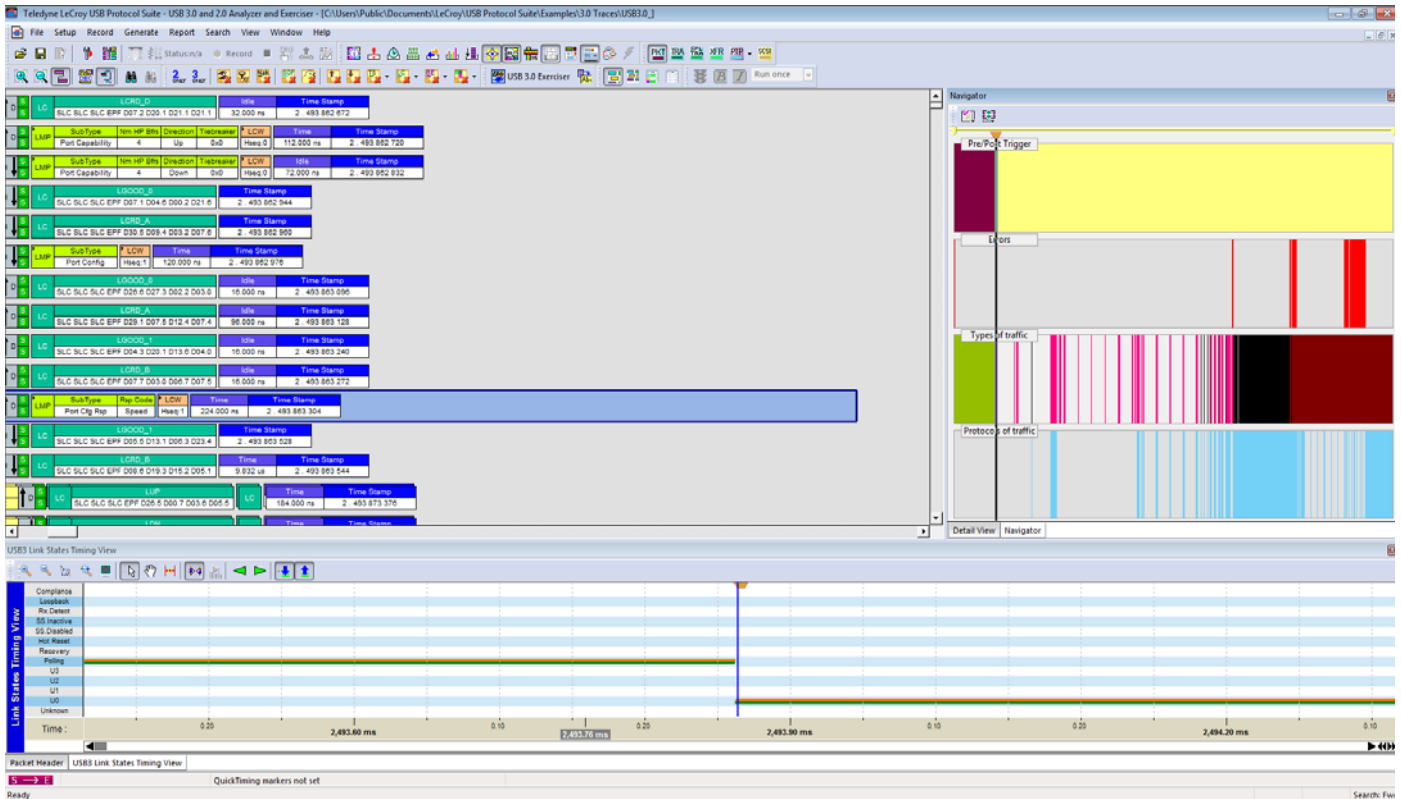 Teledyne LeCroy USB Protocol Suite - USB 3.0 and 2.0 Analyzer and Exerciser - [C:\Users\Public\Documents\LeCroy\USB Protocol Suite\Examples\3.0 Traces\USB3.0_]
File Setup Record Generate Report Search View Window Help
Status:n/a Record PKT TRA XFR SCSI
USB 3.0 Exerciser Run once
LCRD_D Idle Time Stamp
D S S LC SLC SLC SLC EPF D07.2 D20.1 D21.1 D21.1 32.000 ns 2 . 493 862 672
SubType Nm HP Bfrs Direction Tiebreaker LCW Time Time Stamp
D S S LMP Port Capability 4 Up 0x0 Hseq:0 112.000 ns 2 . 493 862 720
SubType Nm HP Bfrs Direction Tiebreaker LCW Idle Time Stamp
S S LMP Port Capability 4 Down 0x0 Hseq:0 72.000 ns 2 . 493 862 832
LGOOD_0 Time Stamp
S S LC SLC SLC SLC EPF D07.1 D04.6 D00.2 D21.6 2 . 493 862 944
LCRD_A Time Stamp
S S LC SLC SLC SLC EPF D30.5 D09.4 D03.2 D07.6 2 . 493 862 960
SubType LCW Time Time Stamp
S S LMP Port Config Hseq:1 120.000 ns 2 . 493 862 976
LGOOD_0 Idle Time Stamp
D S S LC SLC SLC SLC EPF D26.6 D27.3 D02.2 D03.0 16.000 ns 2 . 493 863 096
LCRD_A Idle Time Stamp
D S S LC SLC SLC SLC EPF D29.1 D07.5 D12.4 D07.4 96.000 ns 2 . 493 863 128
LGOOD_1 Idle Time Stamp
D S S LC SLC SLC SLC EPF D04.3 D20.1 D13.6 D04.0 16.000 ns 2 . 493 863 240
LCRD_B Idle Time Stamp
D S S LC SLC SLC SLC EPF D07.7 D03.0 D06.7 D07.5 16.000 ns 2 . 493 863 272
SubType Rsp Code LCW Time Time Stamp
D S S LMP Port Cfg Rsp Speed Hseq:1 224.000 ns 2 . 493 863 304
LGOOD_1 Time Stamp
S S LC SLC SLC SLC EPF D05.5 D13.1 D06.3 D23.4 2 . 493 863 528
LCRD_B Time Time Stamp
S S LC SLC SLC SLC EPF D08.6 D19.3 D15.2 D05.1 9.832 us 2 . 493 863 544
LUP Time Time Stamp
D S S LC SLC SLC SLC EPF D26.5 D00.7 D03.6 D05.5 LC 184.000 ns 2 . 493 873 376
LDN Time Time Stamp
Navigator
Pre/Post Trigger
Errors
Types of traffic
Protocols of traffic
Detail View Navigator
USB3 Link States Timing View
Link States Timing View
Compliance
Loopback
Rx.Detect
SS.Inactive
SS.Disabled
Hot Reset
Recovery
Polling
U3
U2
U1
U0
Unknown
Time : 0.20 2,493.60 ms 0.10 2,493.76 ms 0.20 2,493.90 ms 0.10 0.20 2,494.20 ms 0.10
Packet Header USB3 Link States Timing View
S E QuickTiming markers not set
Ready Search: Fw